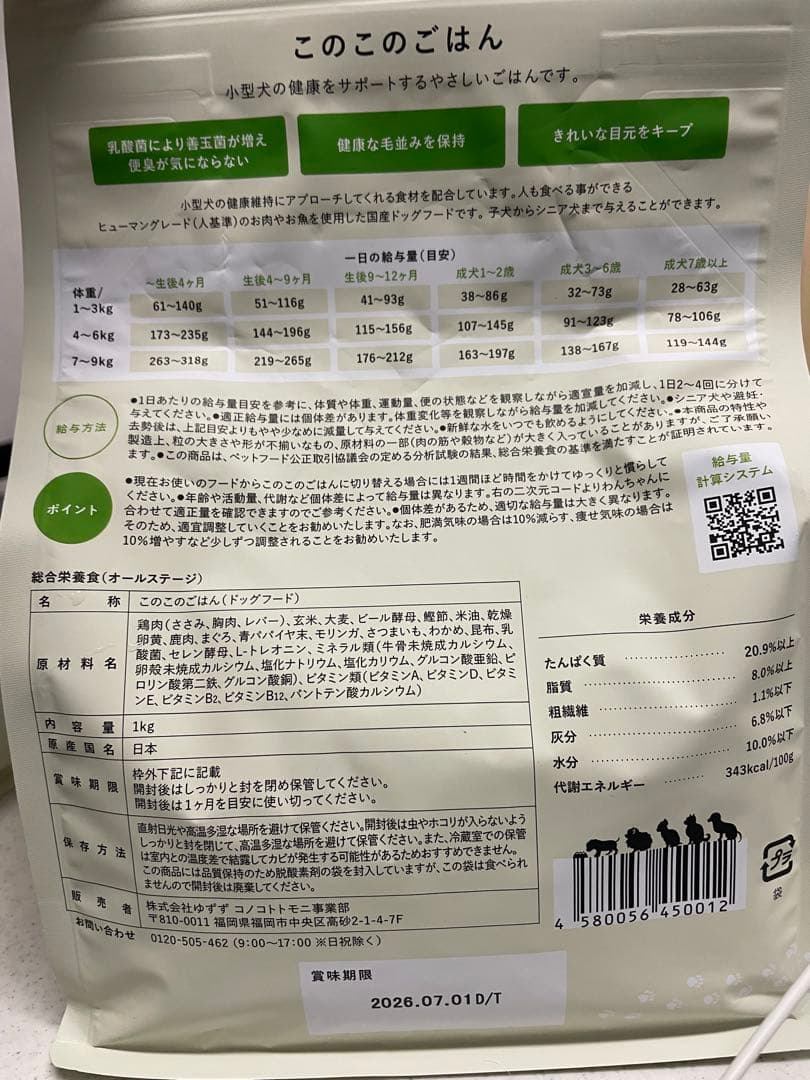 このこのごはん
小型犬の健康をサポートするやさしいごはんです。
乳酸菌により善玉菌が増え
便臭が気にならない
健康な毛並みを保持
きれいな目元をキープ
小型犬の健康維持にアプローチしてくれる食材を配合しています。人も食べる事ができる
ヒューマングレード(人基準)のお肉やお魚を使用した国産ドッグフードです。子犬からシニア犬まで与えることができます。
一日の給与量(目安)
体重/ ～生後4ヶ月 生後4～9ヶ月 生後9～12ヶ月 成犬1～2歳 成犬3～6歳 成犬7歳以上
1～3kg 61～140g 51～116g 41～93g 38～86g 32～73g 28～63g
4～6kg 173～235g 144～196g 115～156g 107～145g 91～123g 78～106g
7～9kg 263～318g 219～265g 176～212g 163～197g 138～167g 119～144g
給与方法
●1日あたりの給与量目安を参考に、体質や体重、運動量、便の状態などを観察しながら適宜量を加減し、1日2～4回に分けて
与えてください。●適正給与量には個体差があります。体重変化等を観察しながら給与量を加減してください。●シニア犬や避妊・
去勢後は、上記目安よりもやや少なめに減量して与えてください。●新鮮な水をいつでも飲めるようにしてください。●本商品の特性や
製造上、粒の大きさや形が不揃いなもの、原材料の一部(肉の筋や穀物など)が大きく入っていることがありますが、ご了承願い
ます。●この商品は、ペットフード公正取引協議会の定める分析試験の結果、総合栄養食の基準を満たすことが証明されています。
ポイント
●現在お使いのフードからこのこのごはんに切り替える場合には1週間ほど時間をかけてゆっくりと慣らして
ください。●年齢や活動量、代謝など個体差によって給与量は異なります。右の二次元コードよりわんちゃんに
合わせて適正量を確認できますのでご参考ください。●個体差があるため、適切な給与量は大きく異なります。
そのため、適宜調整していくことをお勧めいたします。なお、肥満気味の場合は10%減らす、痩せ気味の場合は
10%増やすなど少しずつ調整されることをお勧めいたします。
給与量
計算システム
総合栄養食(オールステージ)
名称 このこのごはん(ドッグフード)
原材料名
鶏肉(ささみ、胸肉、レバー)、玄米、大麦、ビール酵母、鰹節、米油、乾燥
卵黄、鹿肉、まぐろ、青パパイヤ末、モリンガ、さつまいも、わかめ、昆布、乳
酸菌、セレン酵母、L-トレオニン、ミネラル類(牛骨未焼成カルシウム、
卵殻未焼成カルシウム、塩化ナトリウム、塩化カリウム、グルコン酸亜鉛、ピ
ロリン酸第二鉄、グルコン酸銅)、ビタミン類(ビタミンA、ビタミンD、ビタミ
ンE、ビタミンB2、ビタミンB12、パントテン酸カルシウム)
内容量 1kg
原産国名 日本
賞味期限
枠外下記に記載
開封後はしっかりと封を閉め保管してください。
開封後は1ヶ月を目安に使い切ってください。
保存方法
直射日光や高温多湿な場所を避けて保管ください。開封後は虫やホコリが入らないよう
しっかりと封を閉じて、高温多湿な場所を避けて保管ください。また、冷蔵室での保管
は室内との温度差で結露してカビが発生する可能性があるためおすすめできません。
この商品には品質保持のため脱酸素剤の袋を封入していますが、この袋は食べられ
ませんので開封後は廃棄してください。
販売者
株式会社ゆずず コノコトトモニ事業部
〒810-0011 福岡県福岡市中央区高砂2-1-4-7F
お問い合わせ 0120-505-462 (9:00～17:00 ※日祝除く)
栄養成分
たんぱく質 20.9%以上
脂質 8.0%以上
粗繊維 1.1%以下
灰分 6.8%以下
水分 10.0%以下
代謝エネルギー 343kcal/100g
4 580056 450012
プラ
袋
賞味期限
2026.07.01D/T